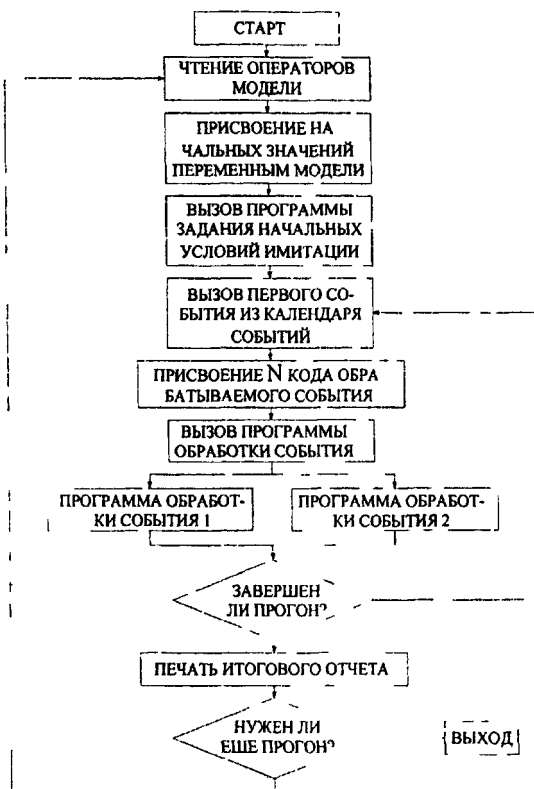 СТАРТ
ЧТЕНИЕ ОПЕРАТОРОВ
МОДЕЛИ
ПРИСВОЕНИЕ НА
ЧАЛЬНЫХ ЗНАЧЕНИЙ
ПЕРЕМЕННЫМ МОДЕЛИ
ВЫЗОВ ПРОГРАММЫ
ЗАДАНИЯ НАЧАЛЬНЫХ
УСЛОВИЙ ИМИТАЦИИ
ВЫЗОВ ПЕРВОГО СО-
БЫТИЯ ИЗ КАЛЕНДАРЯ
СОБЫТИЙ
ПРИСВОЕНИЕ N КОДА ОБРА
БАТЫВАЕМОГО СОБЫТИЯ
ВЫЗОВ ПРОГРАММЫ
ОБРАБОТКИ СОБЫТИЯ
ПРОГРАММА ОБРАБОТ-
КИ СОБЫТИЯ 1
ПРОГРАММА ОБРАБОТ-
КИ СОБЫТИЯ 2
ЗАВЕРШЕН
ЛИ ПРОГОН?
ПЕЧАТЬ ИТОГОВОГО ОТЧЕТА
НУЖЕН ЛИ
ЕШЕ ПРОГОН?
ВЫХОД